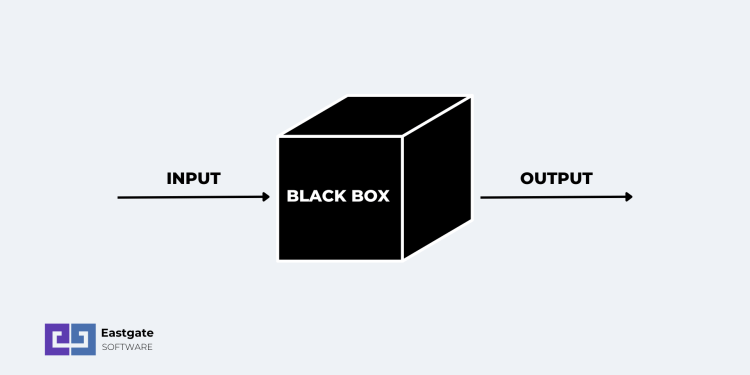 INPUT
BLACK BOX
OUTPUT
Eastgate
SOFTWARE